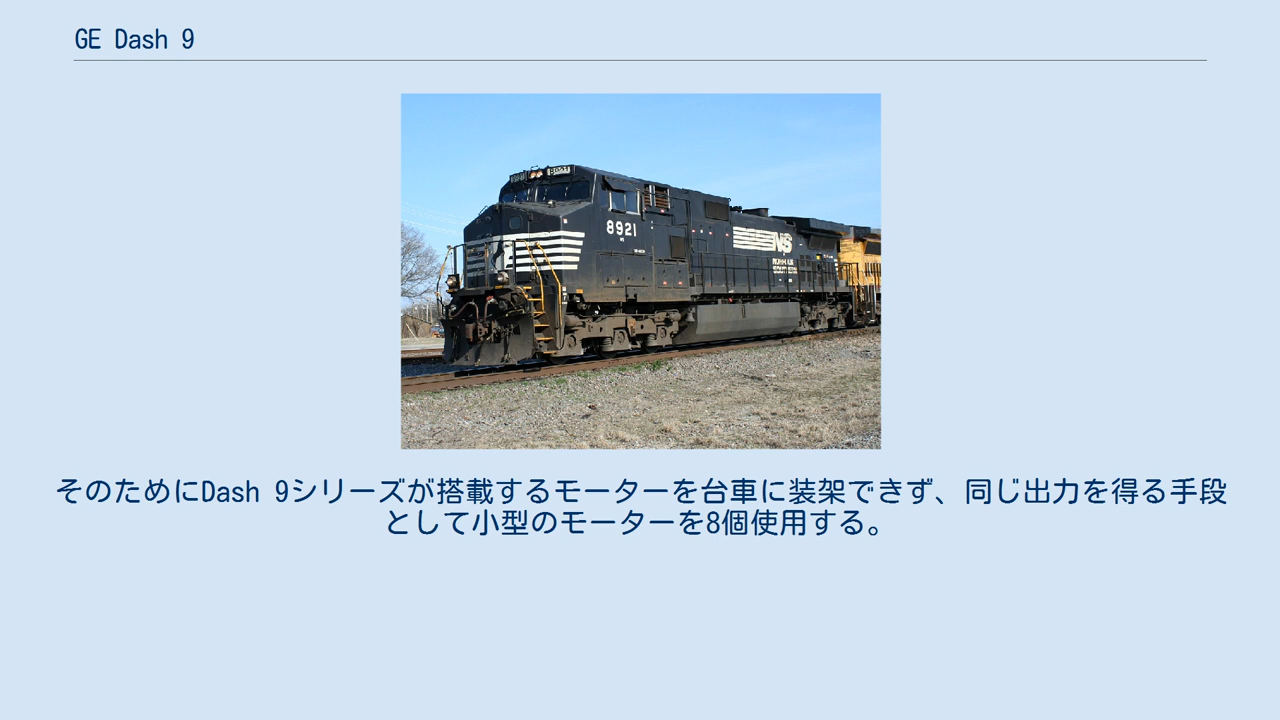 GE Dash 9
8921
NS
そのためにDash 9シリーズが搭載するモーターを台車に装架できず、同じ出力を得る手段
として小型のモーターを8個使用する。